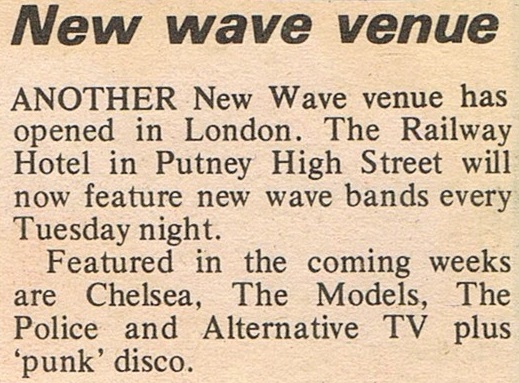 New wave venue
ANOTHER New Wave venue has
opened in London. The Railway
Hotel in Putney High Street will
now feature new wave bands every
Tuesday night.
Featured in the coming weeks
are Chelsea, The Models, The
Police and Alternative TV plus
‘punk’ disco.